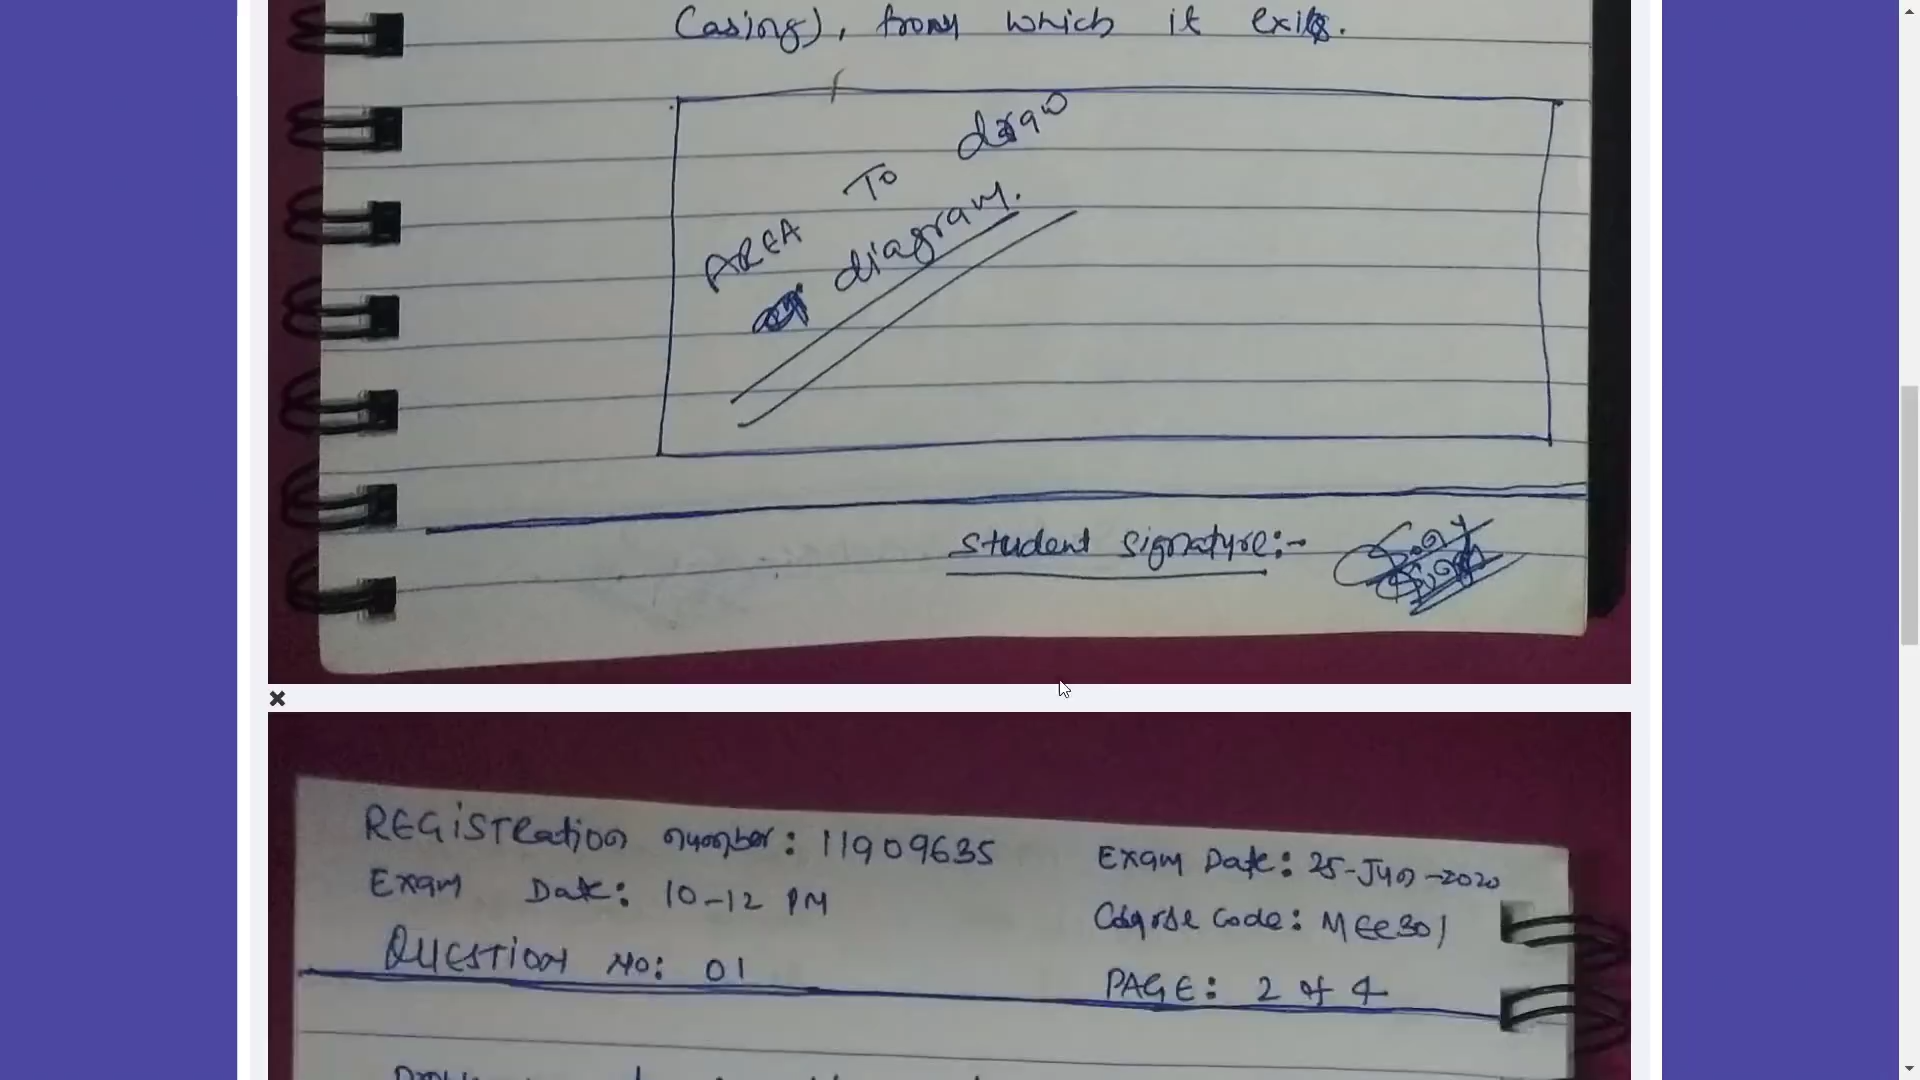 Casing), from which it exits.
AREA To draw
diagram.
Student Signature:-
REGiSTRation number: 11909635
Exam Date: 25-Jun-2020
Exam Date: 10-12 PM
Course Code: MEC301
QUESTION NO: 01
PAGE: 2 of 4